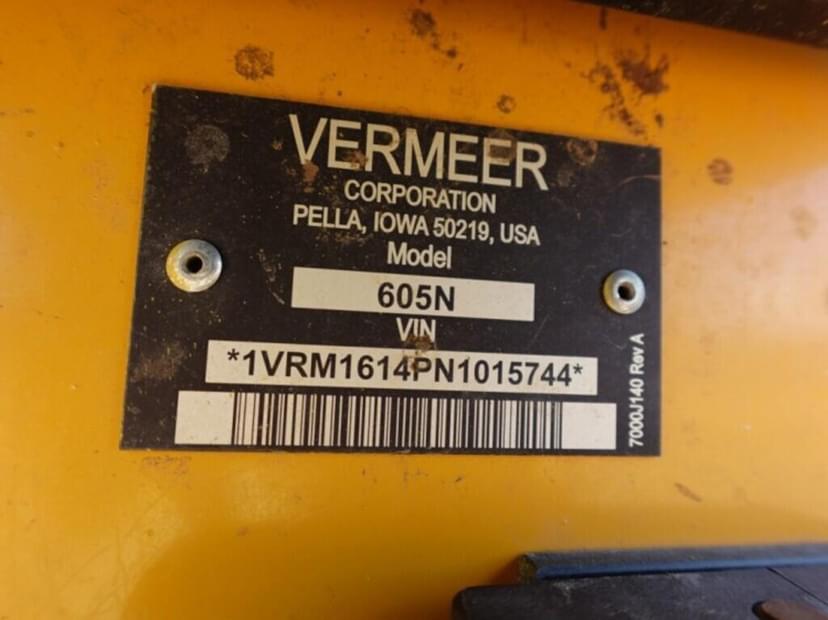 VERMEER
CORPORATION
PELLA, IOWA 50219, USA
Model
605N
VIN
*1VRM1614PN1015744*
7000J140 Rev A